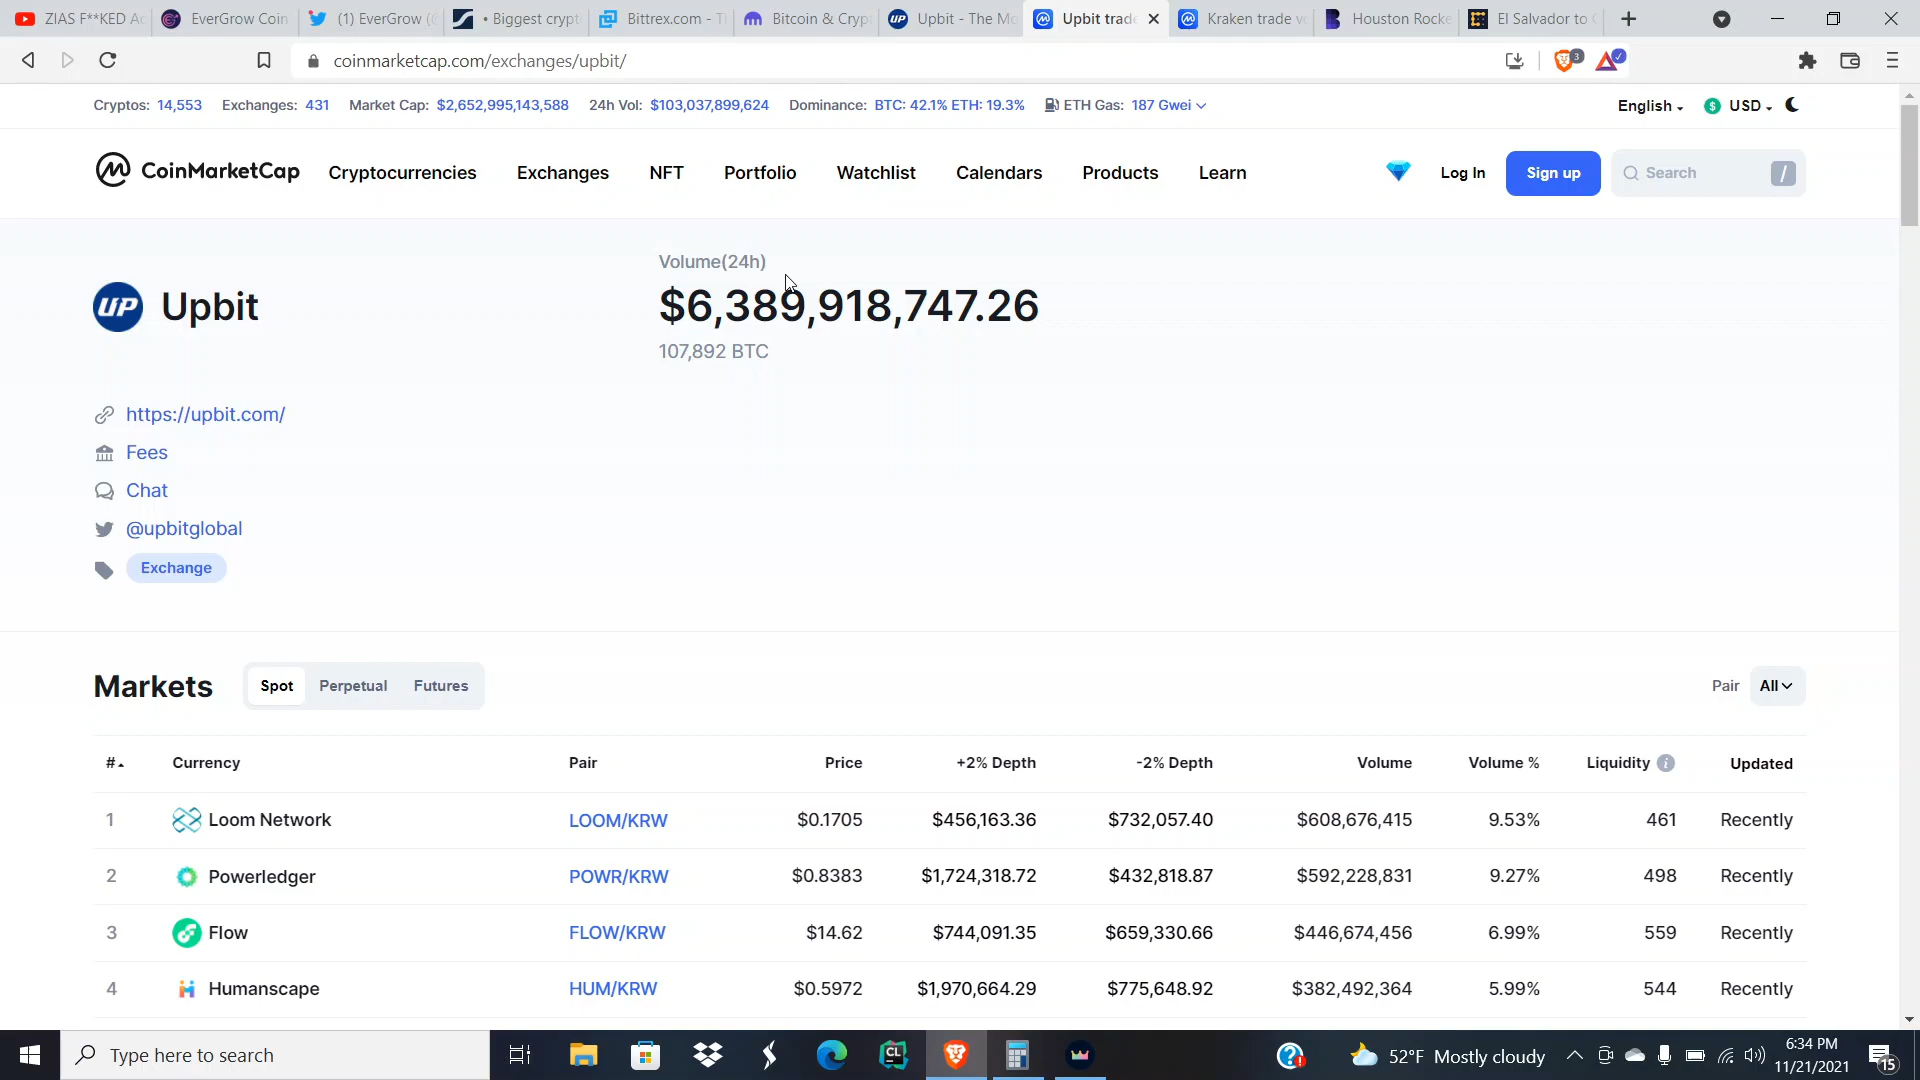 ZIAS F**KED A
EverGrow Coin
(1) EverGrow (
• Biggest crypt
Bittrex.com - T
Bitcoin & Cryp
UP Upbit - The Mo
Upbit trade
Kraken trade v
Houston Rocke
El Salvador to
coinmarketcap.com/exchanges/upbit/
3
Cryptos: 14,553 Exchanges: 431 Market Cap: $2,652,995,143,588 24h Vol: $103,037,899,624 Dominance: BTC: 42.1% ETH: 19.3% ETH Gas: 187 Gwei
English
$ USD
CoinMarketCap
Cryptocurrencies
Exchanges
NFT
Portfolio
Watchlist
Calendars
Products
Learn
Log In
Sign up
Search
/
Volume(24h)
UP Upbit
$6,389,918,747.26
107,892 BTC
https://upbit.com/
Fees
Chat
@upbitglobal
Exchange
Markets
Spot Perpetual Futures
Pair All
# Currency Pair Price +2% Depth -2% Depth Volume Volume % Liquidity i Updated
1 Loom Network LOOM/KRW $0.1705 $456,163.36 $732,057.40 $608,676,415 9.53% 461 Recently
2 Powerledger POWR/KRW $0.8383 $1,724,318.72 $432,818.87 $592,228,831 9.27% 498 Recently
3 Flow FLOW/KRW $14.62 $744,091.35 $659,330.66 $446,674,456 6.99% 559 Recently
4 Humanscape HUM/KRW $0.5972 $1,970,664.29 $775,648.92 $382,492,364 5.99% 544 Recently
Type here to search
CL
52°F Mostly cloudy
6:34 PM
11/21/2021
15